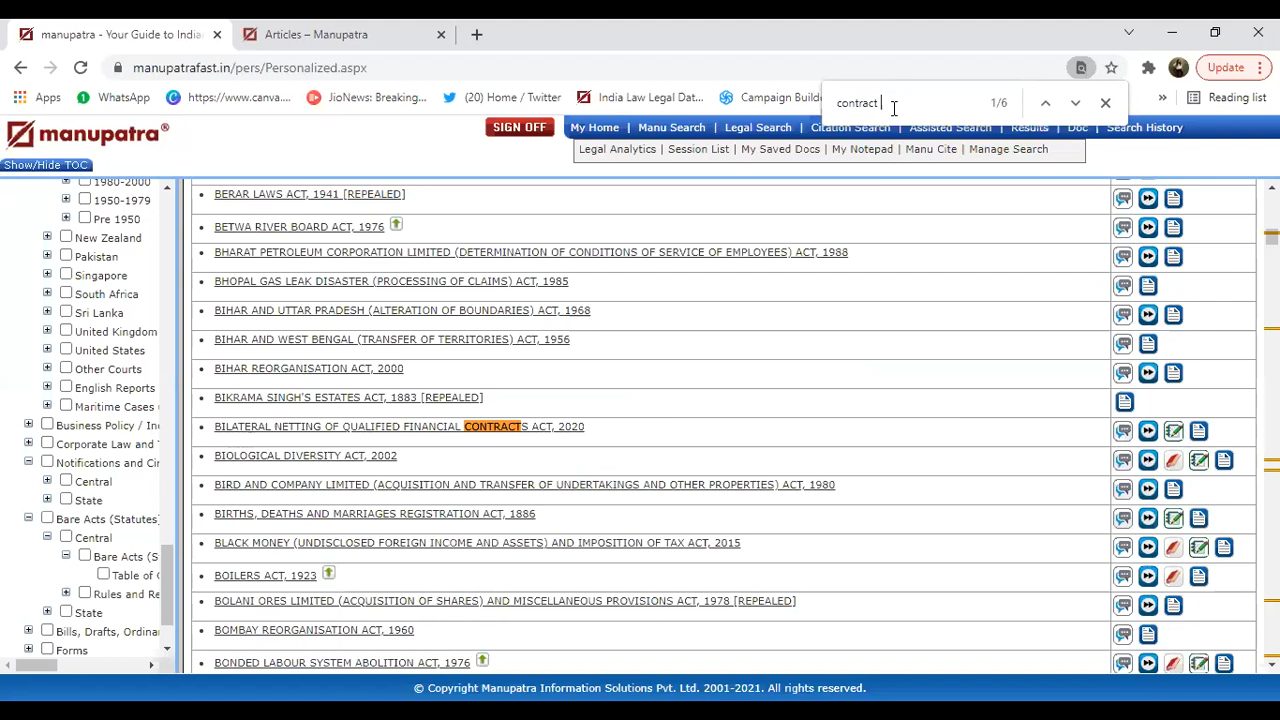 manupatra - Your Guide to India
Articles – Manupatra
manupatrafast.in/pers/Personalized.aspx
Update
Apps
WhatsApp
https://www.canva....
JioNews: Breaking...
(9) Home / Twitter
India Law Legal Dat...
Campaign Builde
Reading list
contract
1/6
manupatra®
SIGN OFF
My Home | Manu Search | Legal Search | Citation Search | Assisted Search | Results | Doc | Search History
Legal Analytics | Session List | My Saved Docs | My Notepad | Manu Cite | Manage Search
Show/Hide TOC
1980-2000
1950-1979
Pre 1950
New Zealand
Pakistan
Singapore
South Africa
Sri Lanka
United Kingdom
United States
Other Courts
English Reports
Maritime Cases
Business Policy / In
Corporate Law and
Notifications and Cir
Central
State
Bare Acts (Statutes)
Central
Bare Acts (S
Table of C
Rules and Re
State
Bills, Drafts, Ordina
Forms
BERAR LAWS ACT, 1941 [REPEALED]
BETWA RIVER BOARD ACT, 1976
BHARAT PETROLEUM CORPORATION LIMITED (DETERMINATION OF CONDITIONS OF SERVICE OF EMPLOYEES) ACT, 1988
BHOPAL GAS LEAK DISASTER (PROCESSING OF CLAIMS) ACT, 1985
BIHAR AND UTTAR PRADESH (ALTERATION OF BOUNDARIES) ACT, 1968
BIHAR AND WEST BENGAL (TRANSFER OF TERRITORIES) ACT, 1956
BIHAR REORGANISATION ACT, 2000
BIKRAMA SINGH'S ESTATES ACT, 1883 [REPEALED]
BILATERAL NETTING OF QUALIFIED FINANCIAL CONTRACTS ACT, 2020
BIOLOGICAL DIVERSITY ACT, 2002
BIRD AND COMPANY LIMITED (ACQUISITION AND TRANSFER OF UNDERTAKINGS AND OTHER PROPERTIES) ACT, 1980
BIRTHS, DEATHS AND MARRIAGES REGISTRATION ACT, 1886
BLACK MONEY (UNDISCLOSED FOREIGN INCOME AND ASSETS) AND IMPOSITION OF TAX ACT, 2015
BOILERS ACT, 1923
BOLANI ORES LIMITED (ACQUISITION OF SHARES) AND MISCELLANEOUS PROVISIONS ACT, 1978 [REPEALED]
BOMBAY REORGANISATION ACT, 1960
BONDED LABOUR SYSTEM ABOLITION ACT, 1976
© Copyright Manupatra Information Solutions Pvt. Ltd. 2001-2021. All rights reserved.